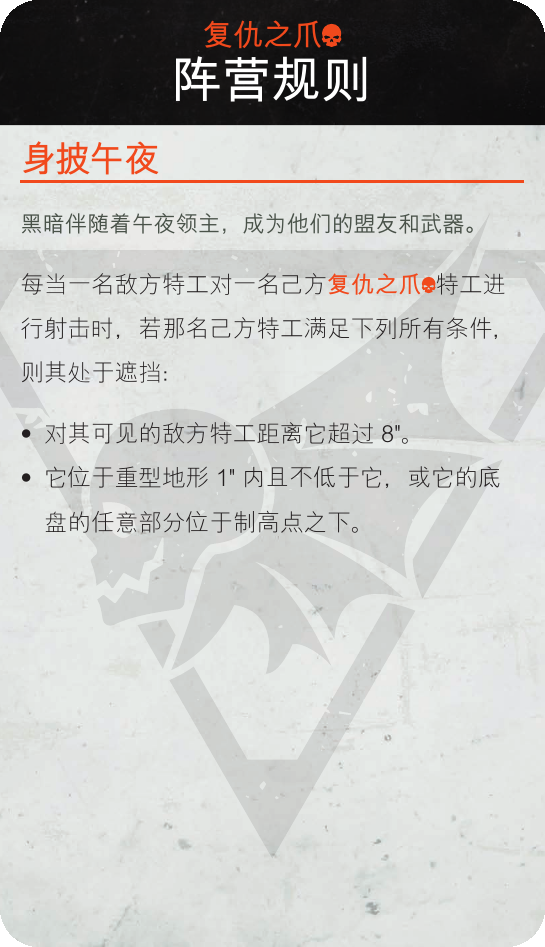 复仇之爪
阵营规则
身披午夜
黑暗伴随着午夜领主，成为他们的盟友和武器。
每当一名敌方特工对一名己方复仇之爪特工进
行射击时，若那名己方特工满足下列所有条件，
则其处于遮挡：
• 对其可见的敌方特工距离它超过 8"。
• 它位于重型地形 1" 内且不低于它，或它的底
盘的任意部分位于制高点之下。